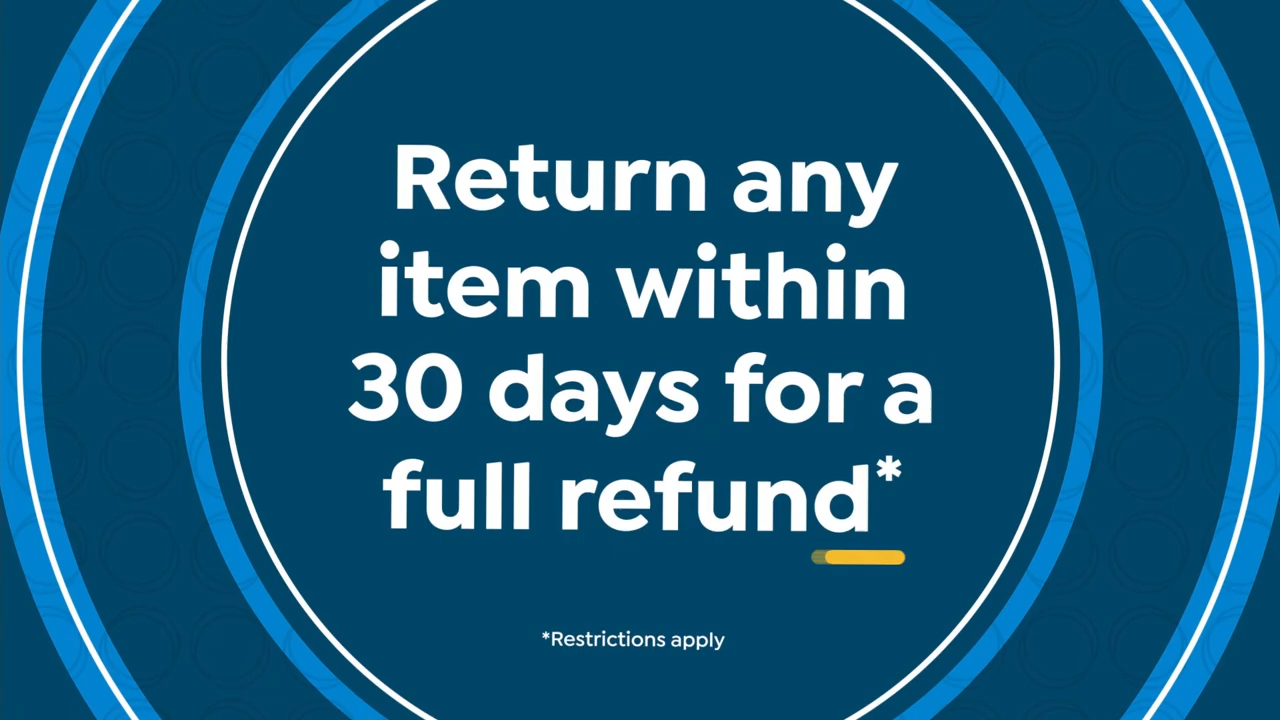 Return any
item within
30 days for a
full refund*
*Restrictions apply